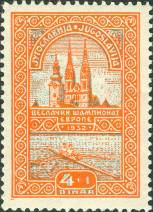 ЈУГОСЛАВИЈА JUGOSLAVIJA
ВЕСЛАЧКИ ШАМПИОНАТ
ЕВРОПЕ
1932
4+1
DINAR